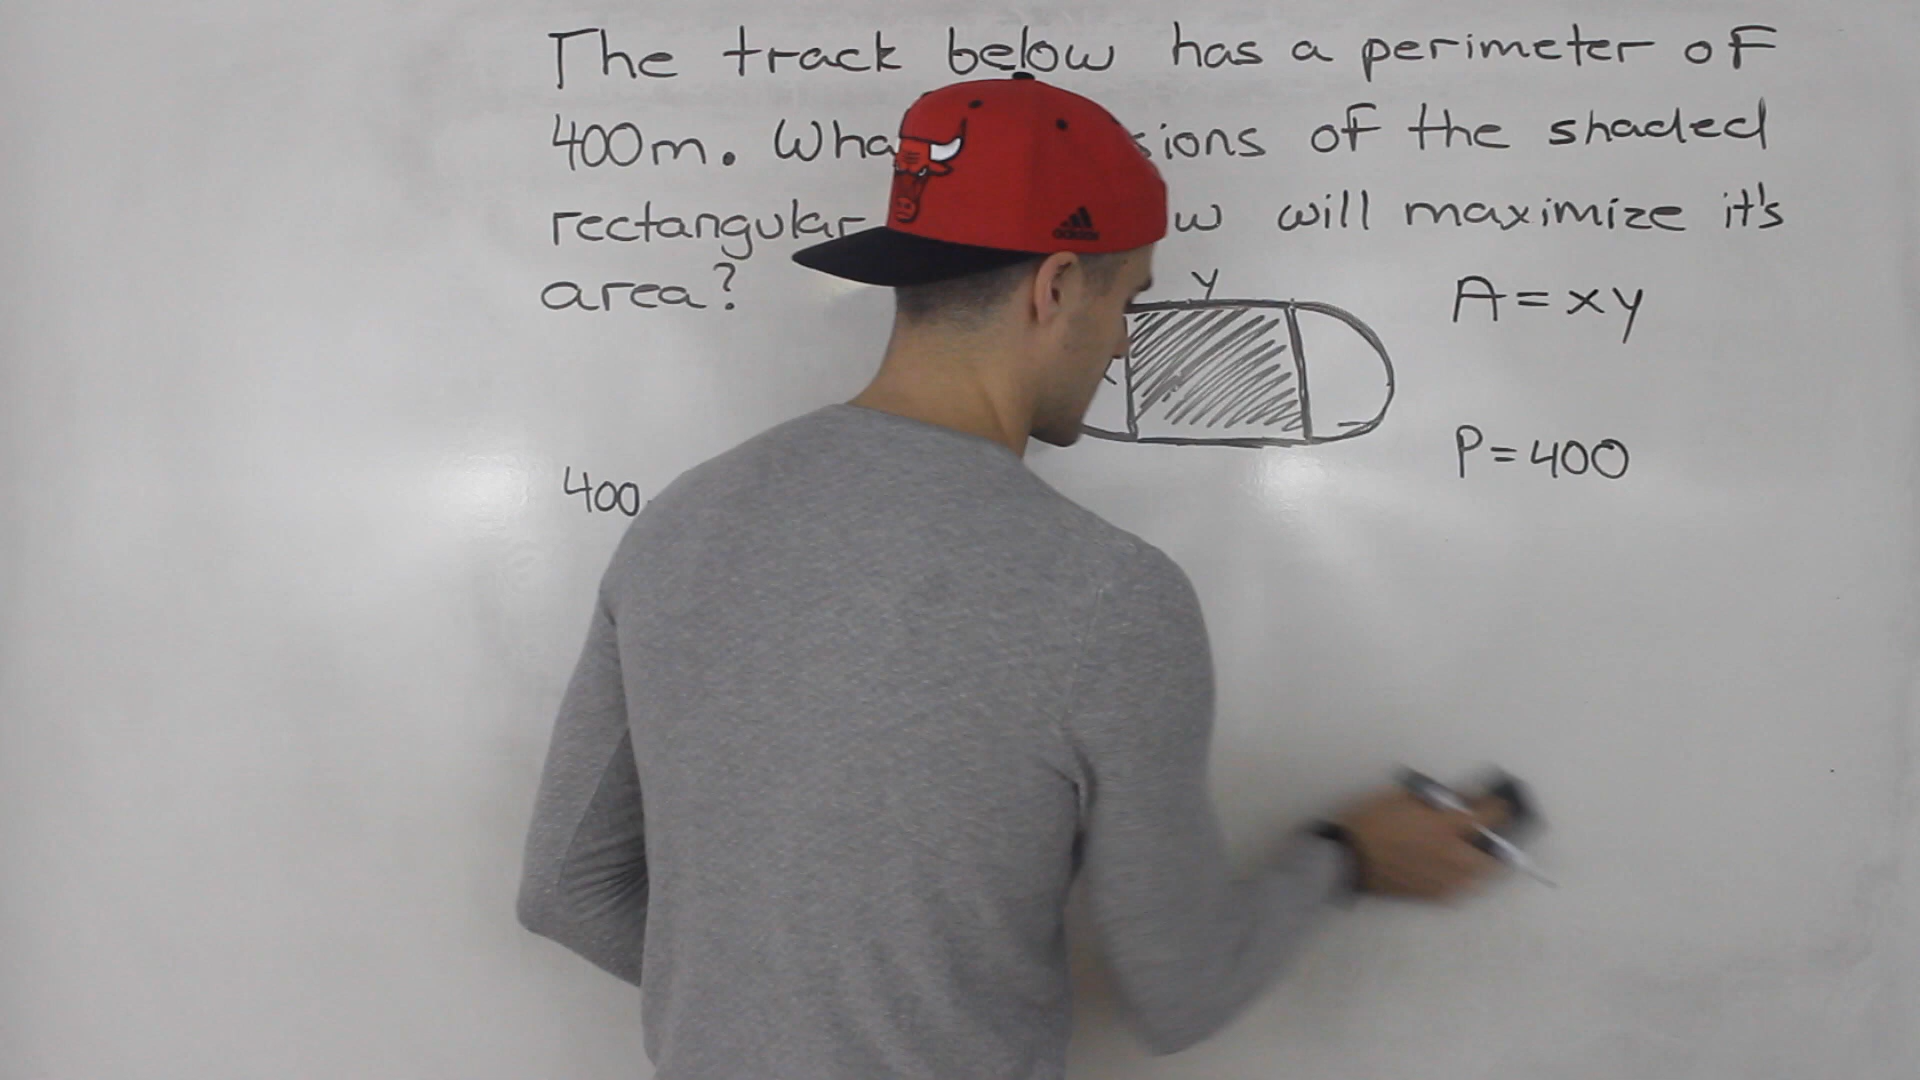 The track below has a perimeter of
400m. sions of the shaded
rectangular w will maximize it's
area?
y
A = xy
x
P = 400
400
adidas